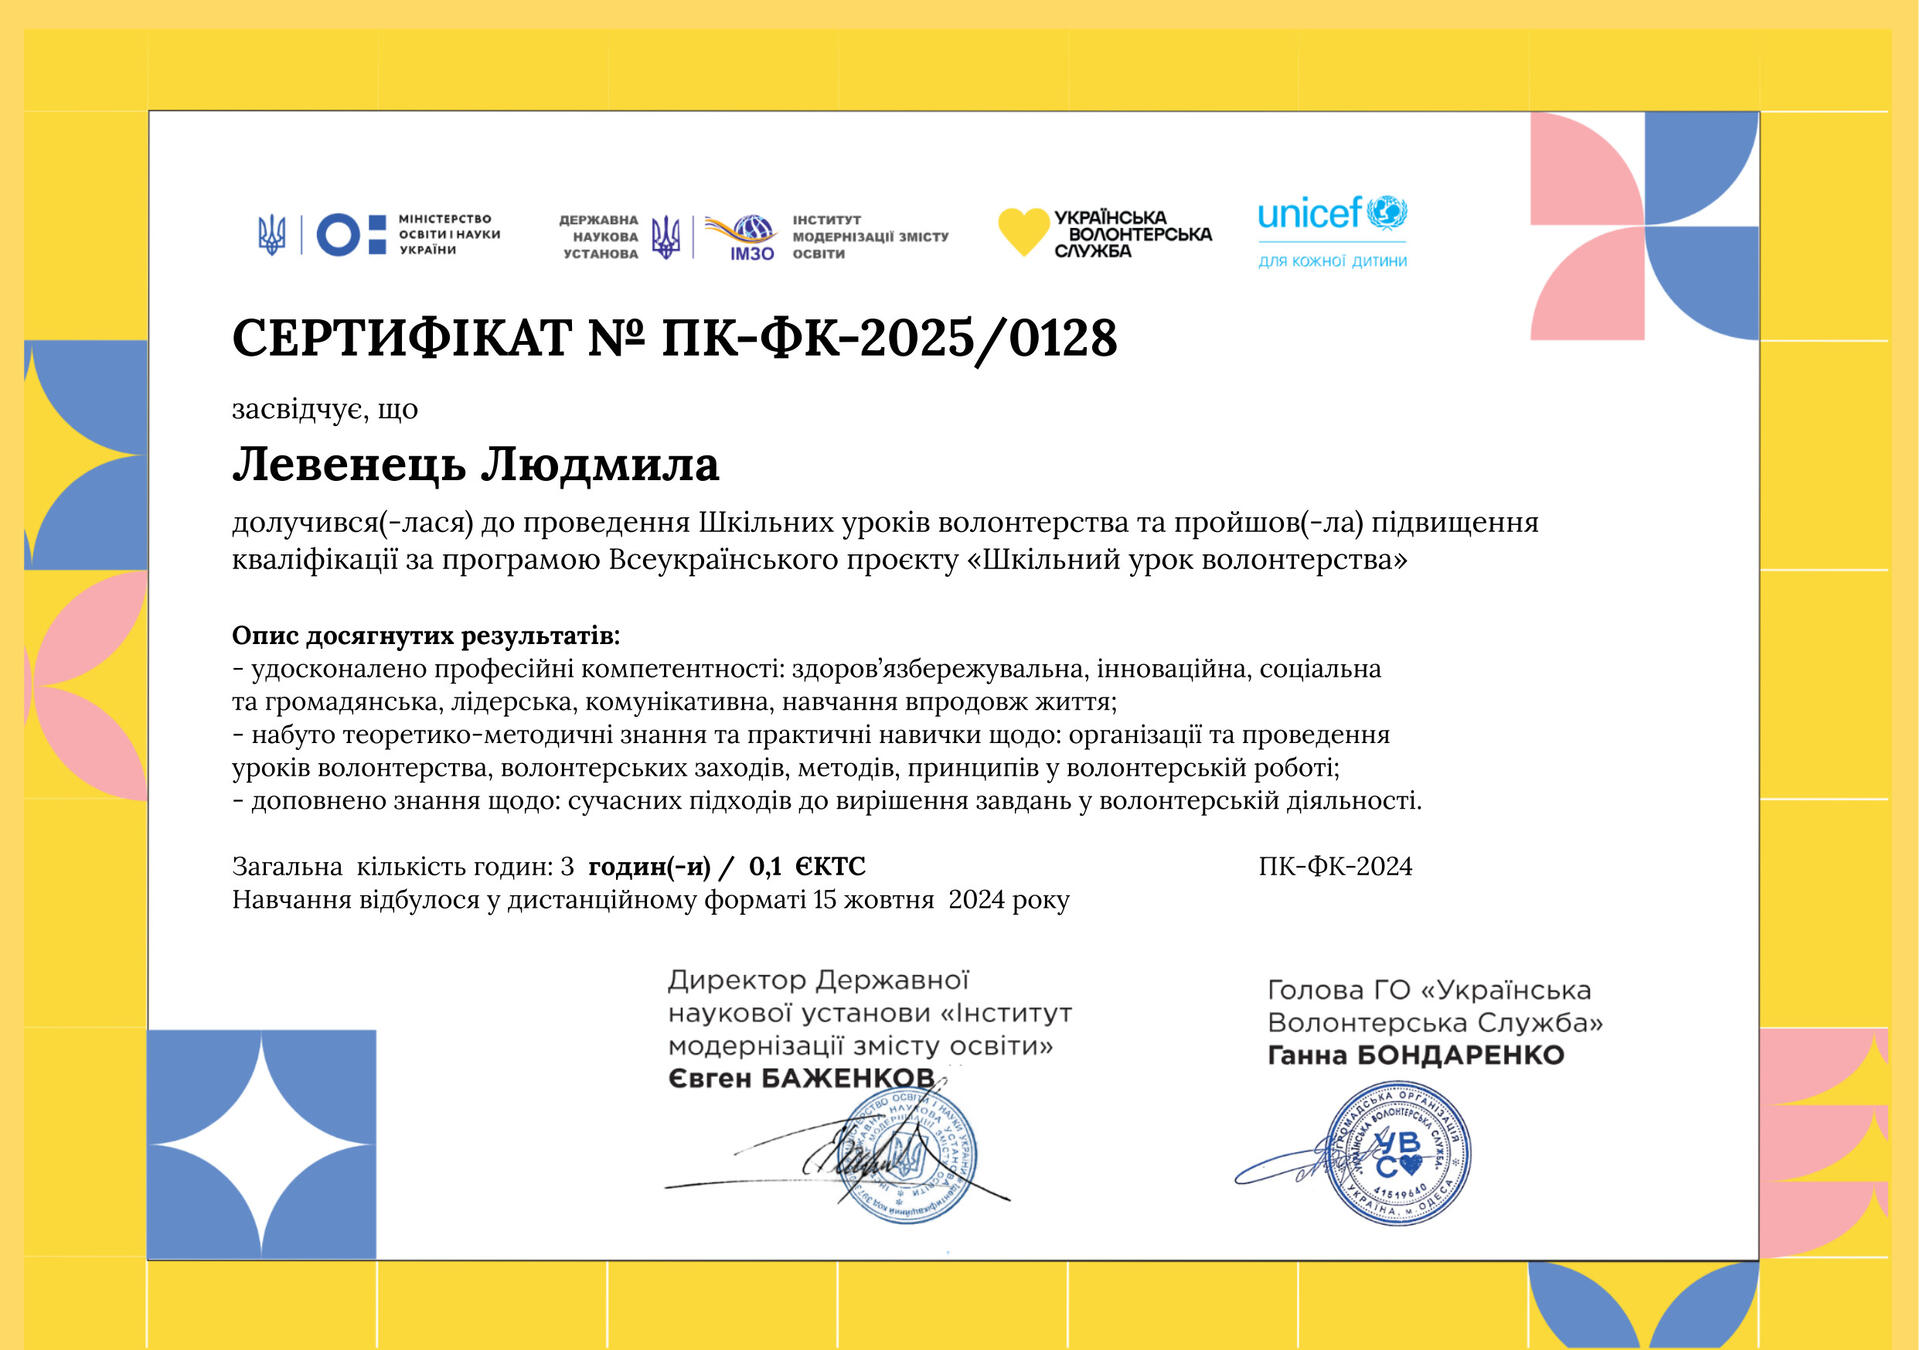 МІНІСТЕРСТВО
ОСВІТИ І НАУКИ
УКРАЇНИ
ДЕРЖАВНА
НАУКОВА
УСТАНОВА
ІМЗО
ІНСТИТУТ
МОДЕРНІЗАЦІЇ ЗМІСТУ
ОСВІТИ
УКРАЇНСЬКА
ВОЛОНТЕРСЬКА
СЛУЖБА
unicef
ДЛЯ КОЖНОЇ ДИТИНИ
СЕРТИФІКАТ № ПК-ФК-2025/0128
засвідчує, що
Левенець Людмила
долучився(-лася) до проведення Шкільних уроків волонтерства та пройшов(-ла) підвищення
кваліфікації за програмою Всеукраїнського проєкту «Шкільний урок волонтерства»
Опис досягнутих результатів:
- удосконалено професійні компетентності: здоров’язбережувальна, інноваційна, соціальна
та громадянська, лідерська, комунікативна, навчання впродовж життя;
- набуто теоретико-методичні знання та практичні навички щодо: організації та проведення
уроків волонтерства, волонтерських заходів, методів, принципів у волонтерській роботі;
- доповнено знання щодо: сучасних підходів до вирішення завдань у волонтерській діяльності.
Загальна кількість годин: 3 годин(-и) / 0,1 ЄКТС
ПК-ФК-2024
Навчання відбулося у дистанційному форматі 15 жовтня 2024 року
Директор Державної
наукової установи «Інститут
модернізації змісту освіти»
Євген БАЖЕНКОВ
Голова ГО «Українська
Волонтерська Служба»
Ганна БОНДАРЕНКО
ГРОМАДСЬКА ОРГАНІЗАЦІЯ
УКРАЇНСЬКА ВОЛОНТЕРСЬКА СЛУЖБА
УВ
С
41519640
УКРАЇНА, м. ОДЕСА